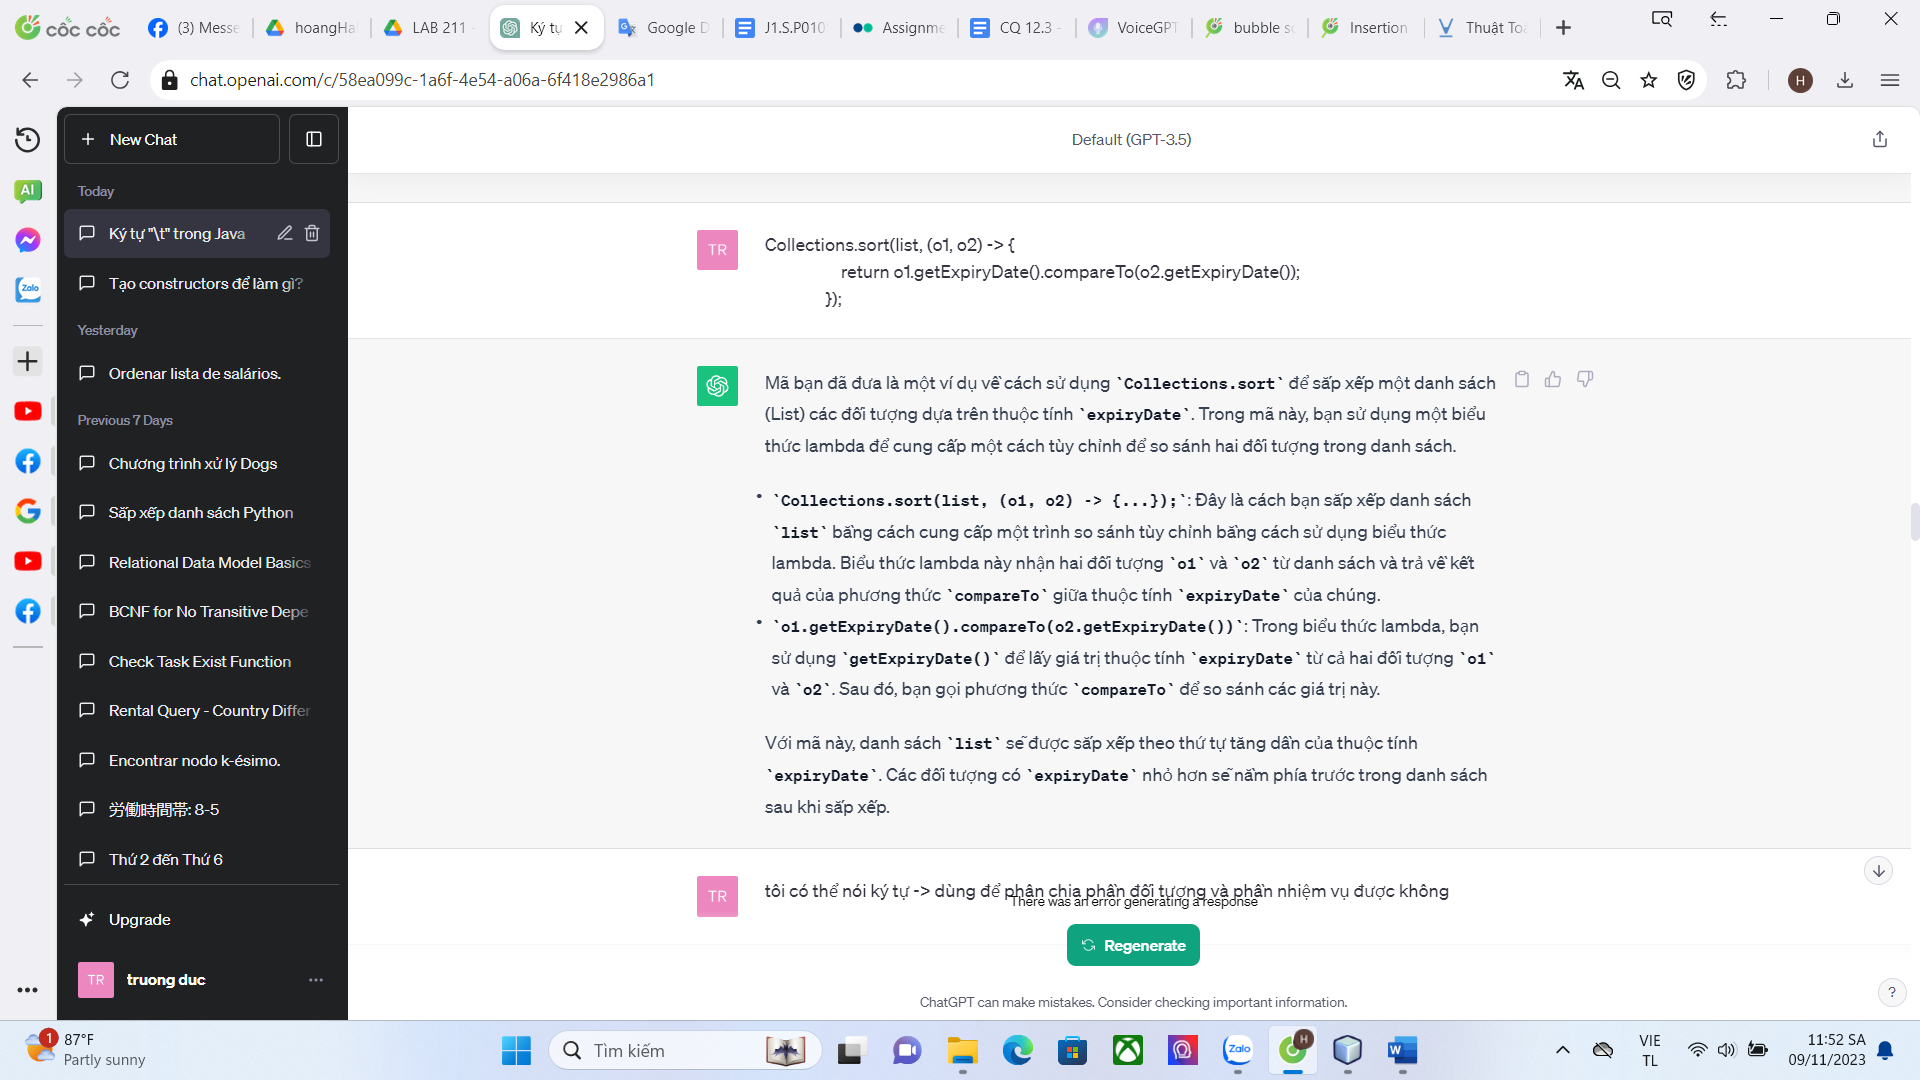 cốc cốc
(3) Messe
hoangHa
LAB 211 -
Ký tự
Google D
J1.S.P010
Assignme
CQ 12.3 -
VoiceGPT
bubble so
Insertion
Thuật Toá
chat.openai.com/c/58ea099c-1a6f-4e54-a06a-6f418e2986a1
H
AI
Zalo
New Chat
Default (GPT-3.5)
Today
Ký tự "\t" trong Java
Tạo constructors để làm gì?
Yesterday
Ordenar lista de salários.
Previous 7 Days
Chương trình xử lý Dogs
Sắp xếp danh sách Python
Relational Data Model Basics
BCNF for No Transitive Depe
Check Task Exist Function
Rental Query - Country Differ
Encontrar nodo k-ésimo.
労働時間帯: 8-5
Thứ 2 đến Thứ 6
Upgrade
TR
truong duc
TR
Collections.sort(list, (o1, o2) -> {
return o1.getExpiryDate().compareTo(o2.getExpiryDate());
});
Mã bạn đã đưa là một ví dụ về cách sử dụng `Collections.sort` để sắp xếp một danh sách
(List) các đối tượng dựa trên thuộc tính `expiryDate`. Trong mã này, bạn sử dụng một biểu
thức lambda để cung cấp một cách tùy chỉnh để so sánh hai đối tượng trong danh sách.
• `Collections.sort(list, (o1, o2) -> {...});`: Đây là cách bạn sắp xếp danh sách
`list` bằng cách cung cấp một trình so sánh tùy chỉnh bằng cách sử dụng biểu thức
lambda. Biểu thức lambda này nhận hai đối tượng `o1` và `o2` từ danh sách và trả về kết
quả của phương thức `compareTo` giữa thuộc tính `expiryDate` của chúng.
• `o1.getExpiryDate().compareTo(o2.getExpiryDate())`: Trong biểu thức lambda, bạn
sử dụng `getExpiryDate()` để lấy giá trị thuộc tính `expiryDate` từ cả hai đối tượng `o1`
và `o2`. Sau đó, bạn gọi phương thức `compareTo` để so sánh các giá trị này.
Với mã này, danh sách `list` sẽ được sắp xếp theo thứ tự tăng dần của thuộc tính
`expiryDate`. Các đối tượng có `expiryDate` nhỏ hơn sẽ nằm phía trước trong danh sách
sau khi sắp xếp.
TR
tôi có thể nói ký tự -> dùng để phân chia phần đối tượng và phần nhiệm vụ được không
There was an error generating a response
Regenerate
ChatGPT can make mistakes. Consider checking important information.
?
1
87°F
Partly sunny
Tìm kiếm
Zalo
H
W
VIE
TL
11:52 SA
09/11/2023